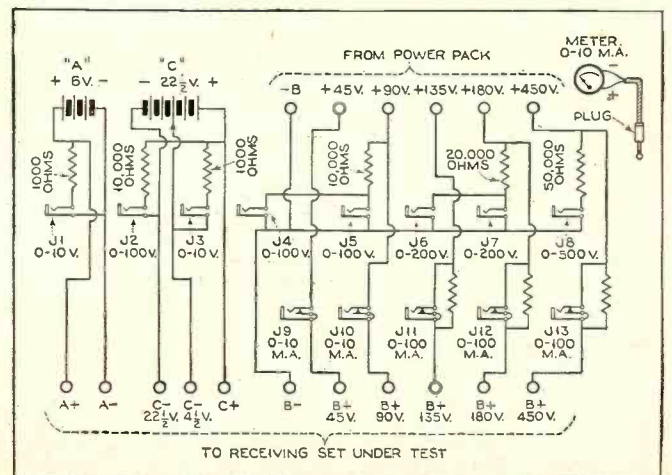 "A"
+ 6V. -
"C"
- 22½V. +
FROM POWER PACK
-B +45V. +90V. +135V. +180V. +450V.
METER.
0-10 M.A.
-
+
PLUG
1000 OHMS
10,000 OHMS
1000 OHMS
10,000 OHMS
20,000 OHMS
50,000 OHMS
J1
0-10V.
J2
0-100V.
J3
0-10V.
J4
0-100V.
J5
0-100V.
J6
0-200V.
J7
0-200V.
J8
0-500V.
J9
0-10
M.A.
J10
0-10
M.A.
J11
0-100
M.A.
J12
0-100
M.A.
J13
0-100
M.A.
A+
A-
C-
22½V.
C-
4½V.
C+
B-
B+
45V.
B+
90V.
B+
135V.
B+
180V.
B+
450V.
TO RECEIVING SET UNDER TEST